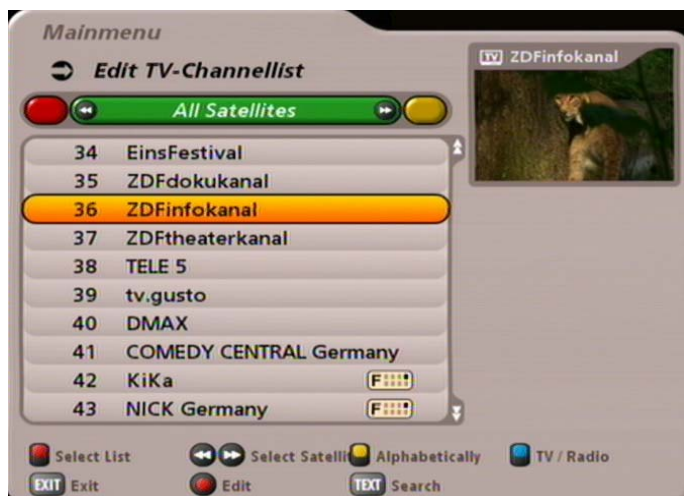 Mainmenu
Edit TV-Channellist
TV ZDFinfokanal
All Satellites
34 EinsFestival
35 ZDFdokukanal
36 ZDFinfokanal
37 ZDFtheaterkanal
38 TELE 5
39 tv.gusto
40 DMAX
41 COMEDY CENTRAL Germany
42 KiKa F
43 NICK Germany F
Select List Select Satelli Alphabetically TV / Radio
EXIT Exit Edit TEXT Search